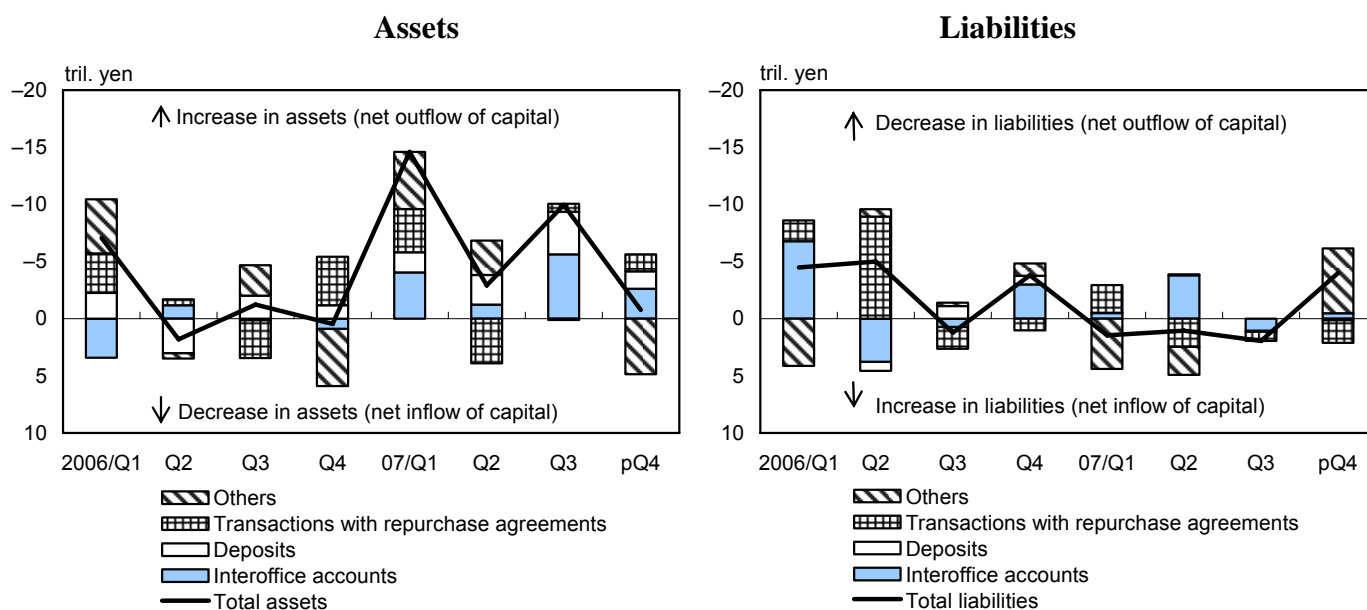 Assets
tril. yen
–20
–15
–10
–5
0
5
10
Increase in assets (net outflow of capital)
Decrease in assets (net inflow of capital)
2006/Q1 Q2 Q3 Q4 07/Q1 Q2 Q3 pQ4
Others
Transactions with repurchase agreements
Deposits
Interoffice accounts
Total assets
Liabilities
tril. yen
–20
–15
–10
–5
0
5
10
Decrease in liabilities (net outflow of capital)
Increase in liabilities (net inflow of capital)
2006/Q1 Q2 Q3 Q4 07/Q1 Q2 Q3 pQ4
Others
Transactions with repurchase agreements
Deposits
Interoffice accounts
Total liabilities